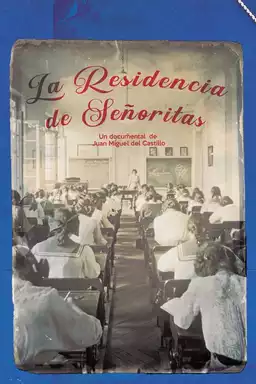 La Residencia
de Señoritas
Un documental de
Juan Miguel del Castillo